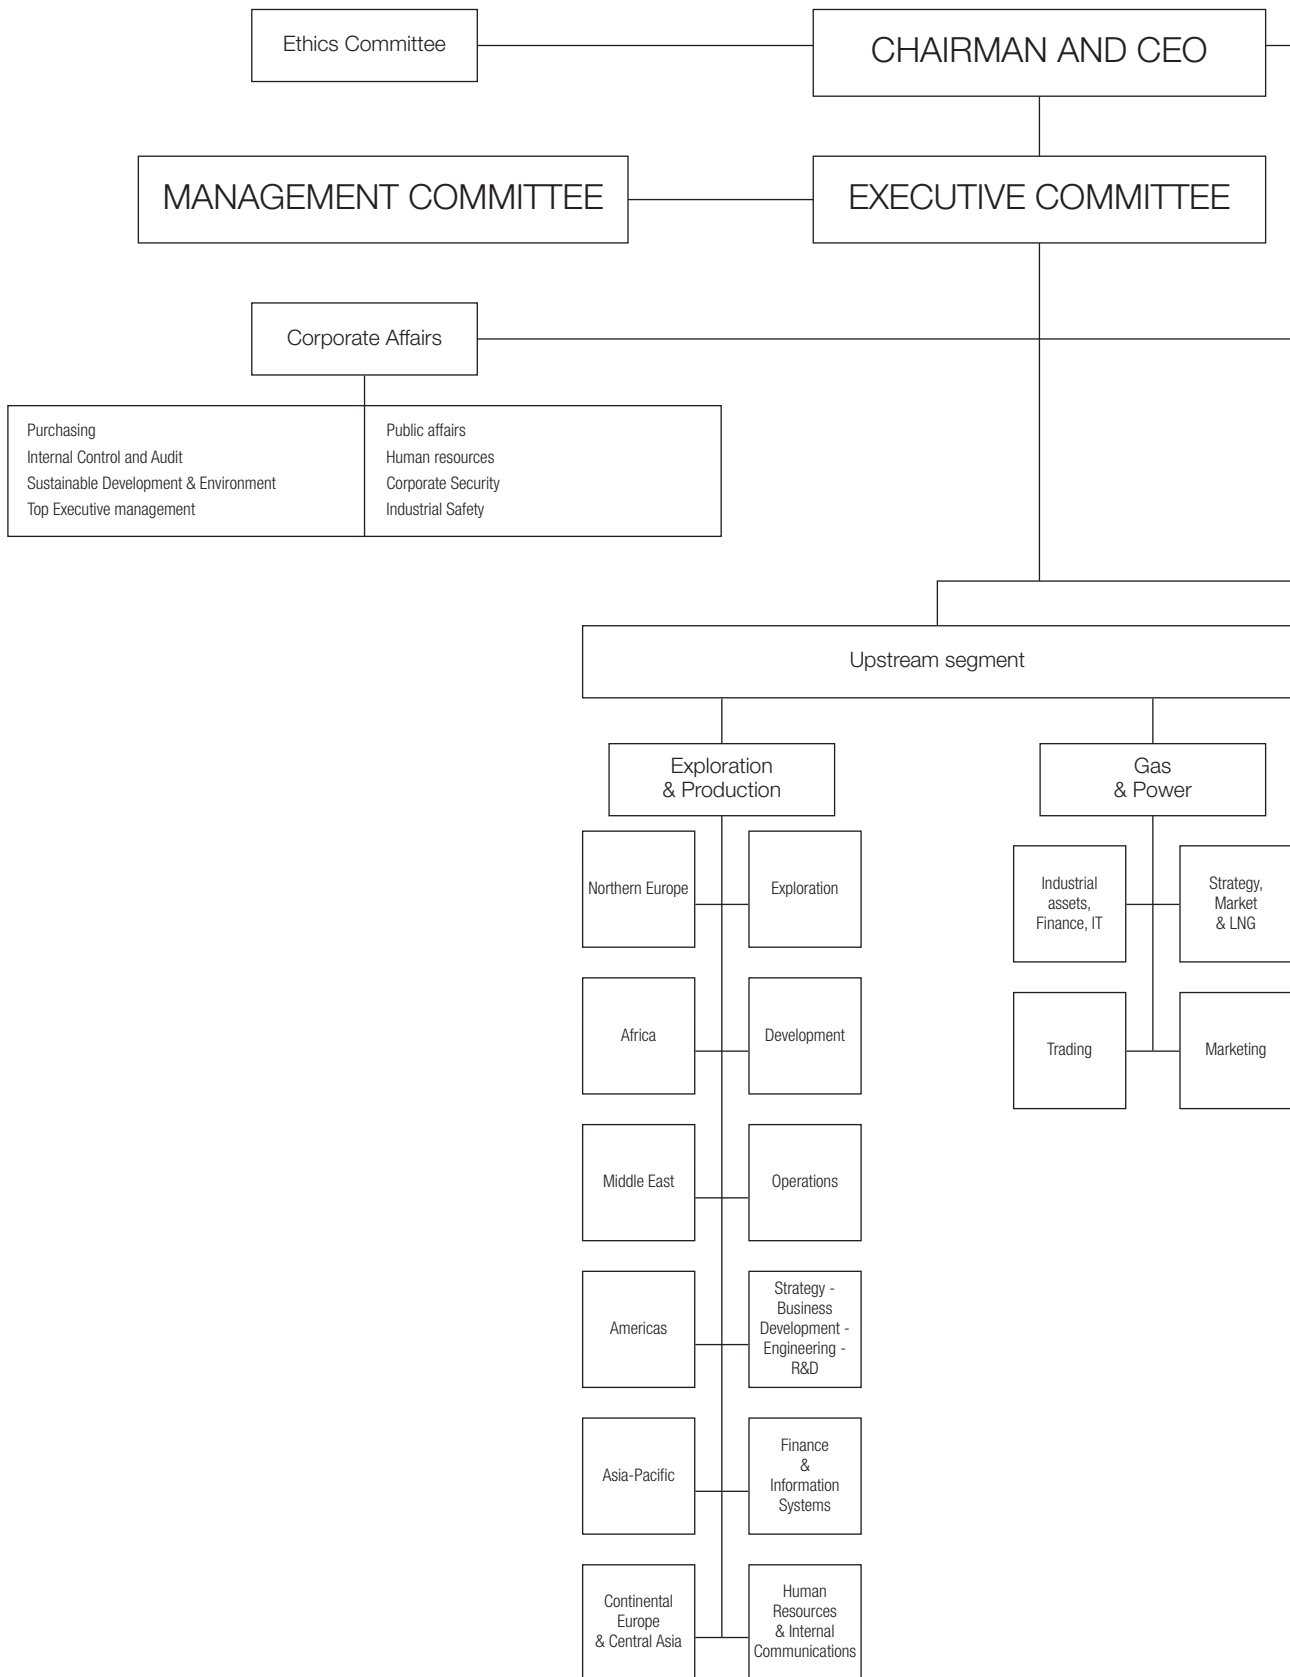 Ethics Committee
CHAIRMAN AND CEO
MANAGEMENT COMMITTEE
EXECUTIVE COMMITTEE
Corporate Affairs
Purchasing
Internal Control and Audit
Sustainable Development & Environment
Top Executive management
Public affairs
Human resources
Corporate Security
Industrial Safety
Upstream segment
Exploration
& Production
Gas
& Power
Northern Europe
Exploration
Industrial
assets,
Finance, IT
Strategy,
Market
& LNG
Africa
Development
Trading
Marketing
Middle East
Operations
Americas
Strategy -
Business
Development -
Engineering -
R&D
Asia-Pacific
Finance
&
Information
Systems
Continental
Europe
& Central Asia
Human
Resources
& Internal
Communications